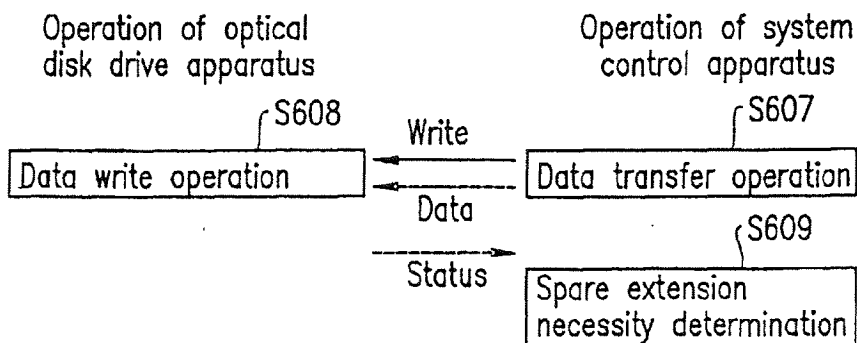 Operation of optical
disk drive apparatus
Operation of system
control apparatus
S608
S607
Write
Data write operation
Data transfer operation
Data
S609
Status
Spare extension
necessity determination